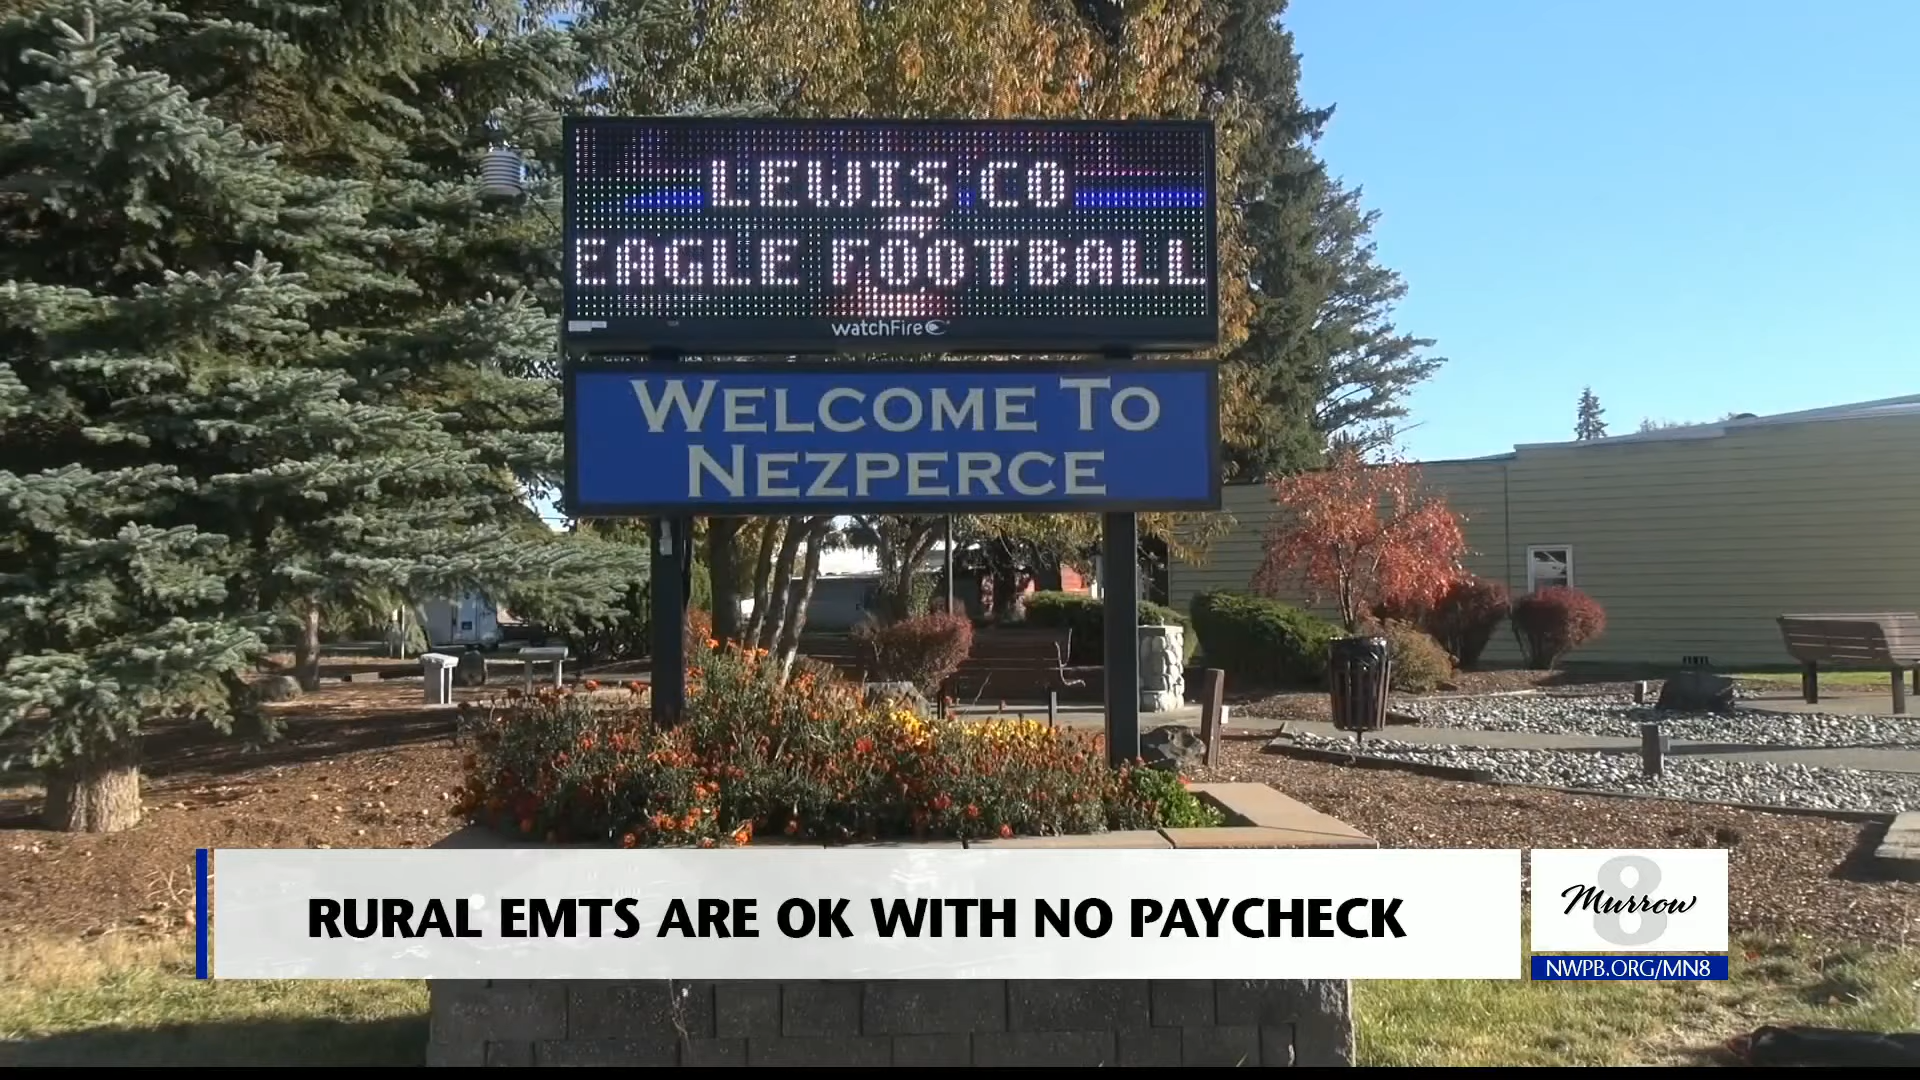 LEWIS CO
EAGLE FOOTBALL
watchFire
WELCOME TO
NEZPERCE
RURAL EMTS ARE OK WITH NO PAYCHECK
8
Murrow
NWPB.ORG/MN8